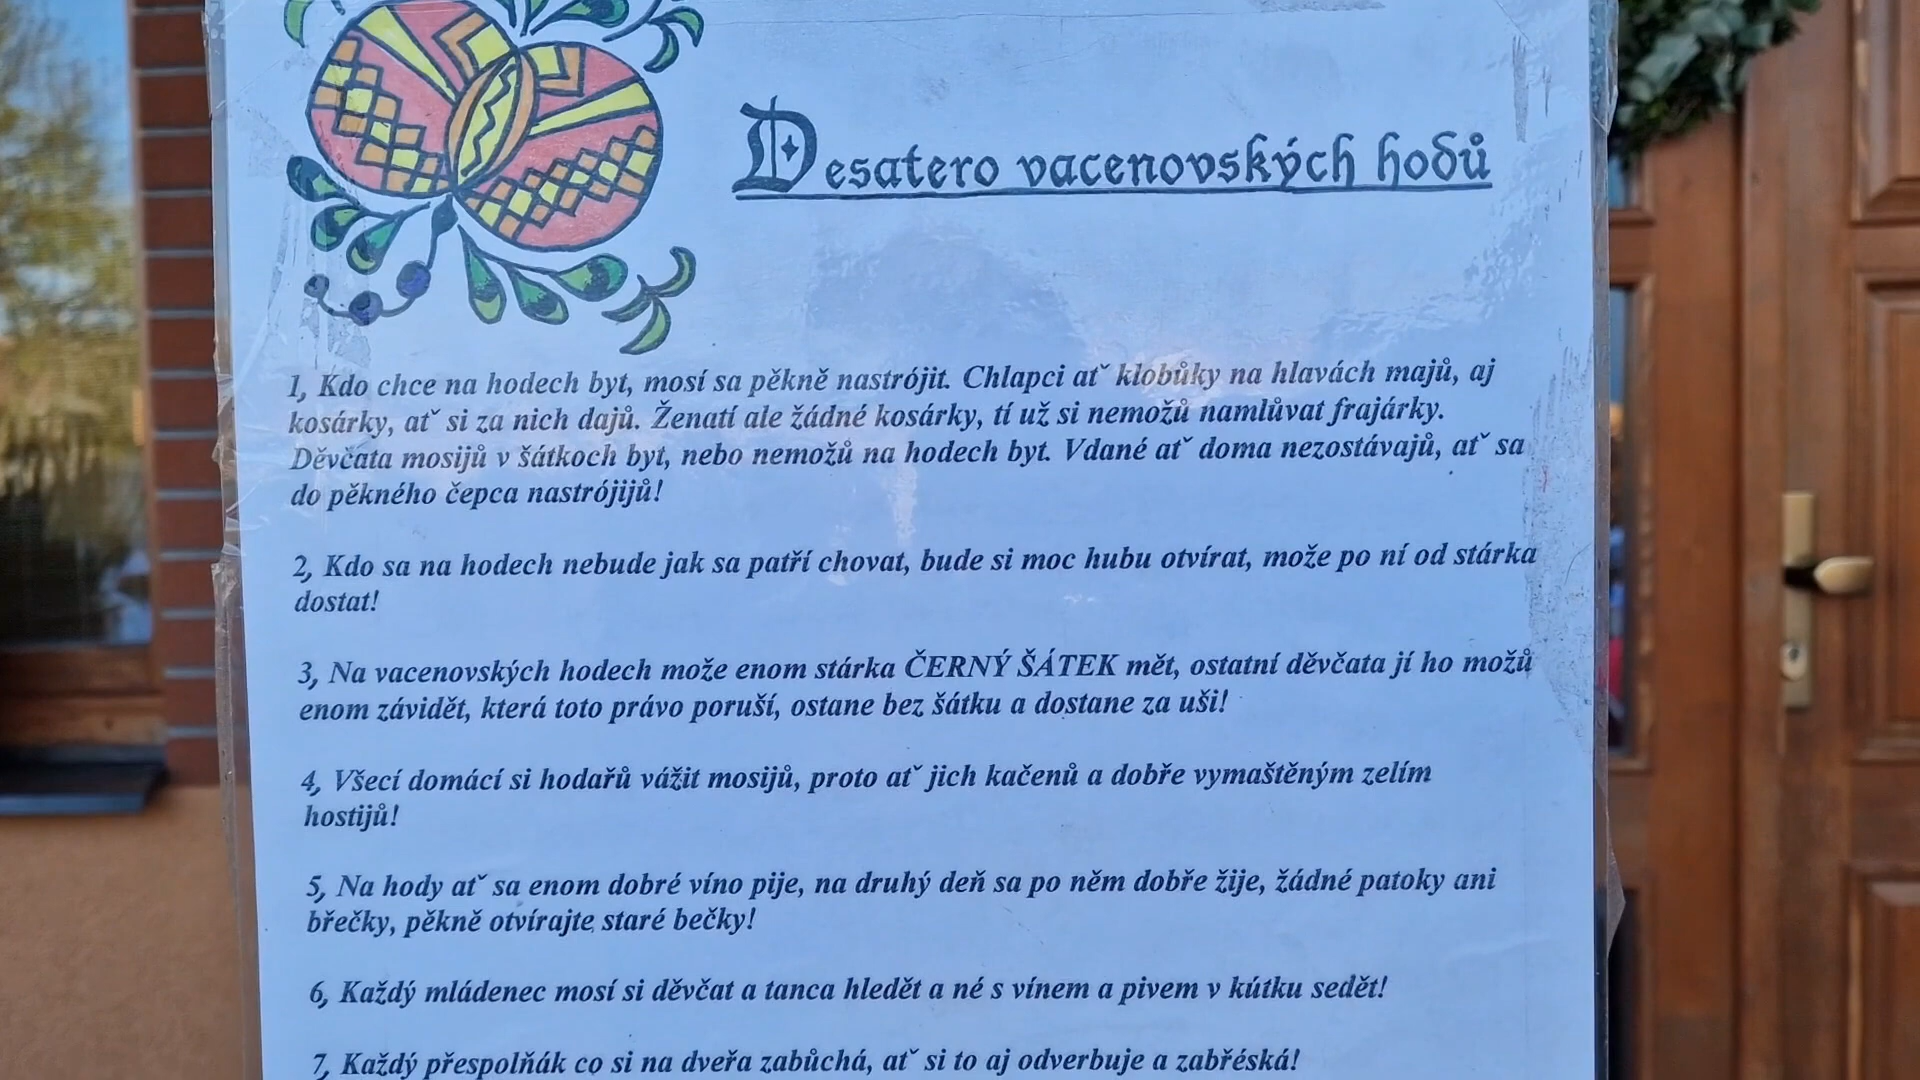 Desatero vacenovských hodů
1, Kdo chce na hodech byt, mosí sa pěkně nastrójit. Chlapci atˇ klobůky na hlavách majů, aj
kosárky, atˇ si za nich dajů. Ženatí ale žádné kosárky, tí už si nemožů namlůvat frajárky.
Děvčata mosijů v šátkoch byt, nebo nemožů na hodech byt. Vdané atˇ doma nezostávajů, atˇ sa
do pěkného čepca nastrójijů!
2, Kdo sa na hodech nebude jak sa patří chovat, bude si moc hubu otvírat, može po ní od stárka
dostat!
3, Na vacenovských hodech može enom stárka ČERNÝ ŠÁTEK mět, ostatní děvčata jí ho možů
enom závidět, která toto právo poruší, ostane bez šátku a dostane za uši!
4, Všecí domácí si hodařů vážit mosijů, proto atˇ jich kačenů a dobře vymaštěným zelím
hostijů!
5, Na hody atˇ sa enom dobré víno pije, na druhý deň sa po něm dobře žije, žádné patoky ani
břečky, pěkně otvírajte staré bečky!
6, Každý mládenec mosí si děvčat a tanca hledět a né s vínem a pivem v kútku sedět!
7, Každý přespolňák co si na dveřa zabůchá, atˇ si to aj odverbuje a zabřéská!